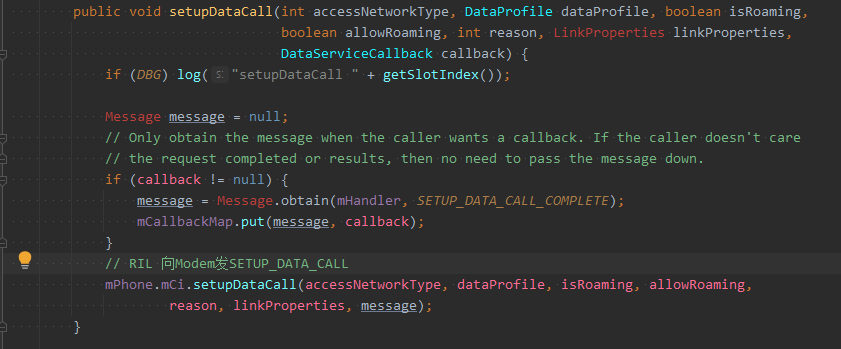 public void setupDataCall(int accessNetworkType, DataProfile dataProfile, boolean isRoaming,
boolean allowRoaming, int reason, LinkProperties linkProperties,
DataServiceCallback callback) {
if (DBG) log( s: "setupDataCall " + getSlotIndex());
Message message = null;
// Only obtain the message when the caller wants a callback. If the caller doesn't care
// the request completed or results, then no need to pass the message down.
if (callback != null) {
message = Message.obtain(mHandler, SETUP_DATA_CALL_COMPLETE);
mCallbackMap.put(message, callback);
}
// RIL 向Modem发SETUP_DATA_CALL
mPhone.mCi.setupDataCall(accessNetworkType, dataProfile, isRoaming, allowRoaming,
reason, linkProperties, message);
}